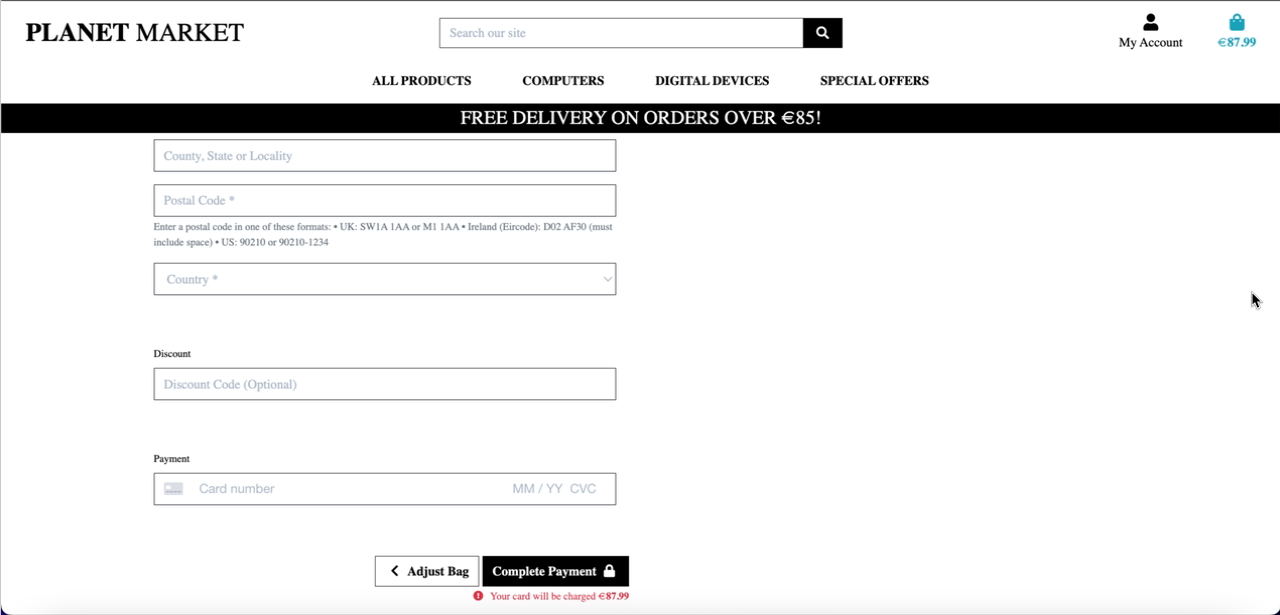 PLANET MARKET
Search our site
My Account
€87.99
ALL PRODUCTS COMPUTERS DIGITAL DEVICES SPECIAL OFFERS
FREE DELIVERY ON ORDERS OVER €85!
County, State or Locality
Postal Code *
Enter a postal code in one of these formats: • UK: SW1A 1AA or M1 1AA • Ireland (Eircode): D02 AF30 (must
include space) • US: 90210 or 90210-1234
Country *
Discount
Discount Code (Optional)
Payment
Card number MM / YY CVC
Adjust Bag Complete Payment
Your card will be charged €87.99